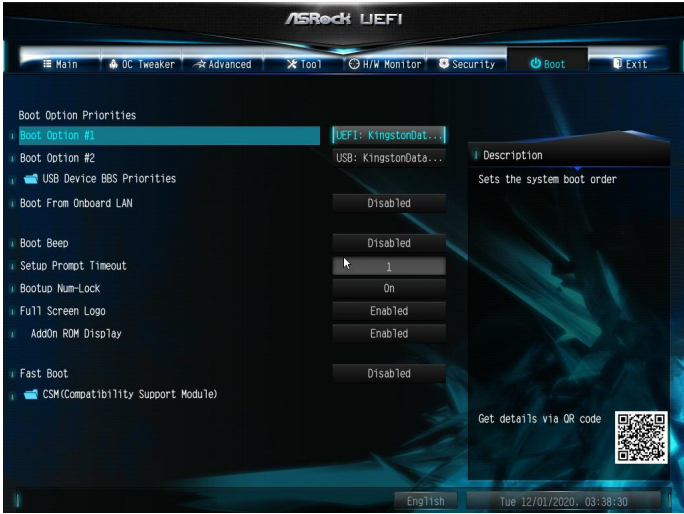 ASRock UEFI
Main OC Tweaker Advanced Tool H/W Monitor Security Boot Exit
Boot Option Priorities
Boot Option #1 UEFI: KingstonDat...
Boot Option #2 USB: KingstonData...
USB Device BBS Priorities
Boot From Onboard LAN Disabled
Boot Beep Disabled
Setup Prompt Timeout 1
Bootup Num-Lock On
Full Screen Logo Enabled
AddOn ROM Display Enabled
Fast Boot Disabled
CSM(Compatibility Support Module)
Description
Sets the system boot order
Get details via QR code
English Tue 12/01/2020. 03:38:30